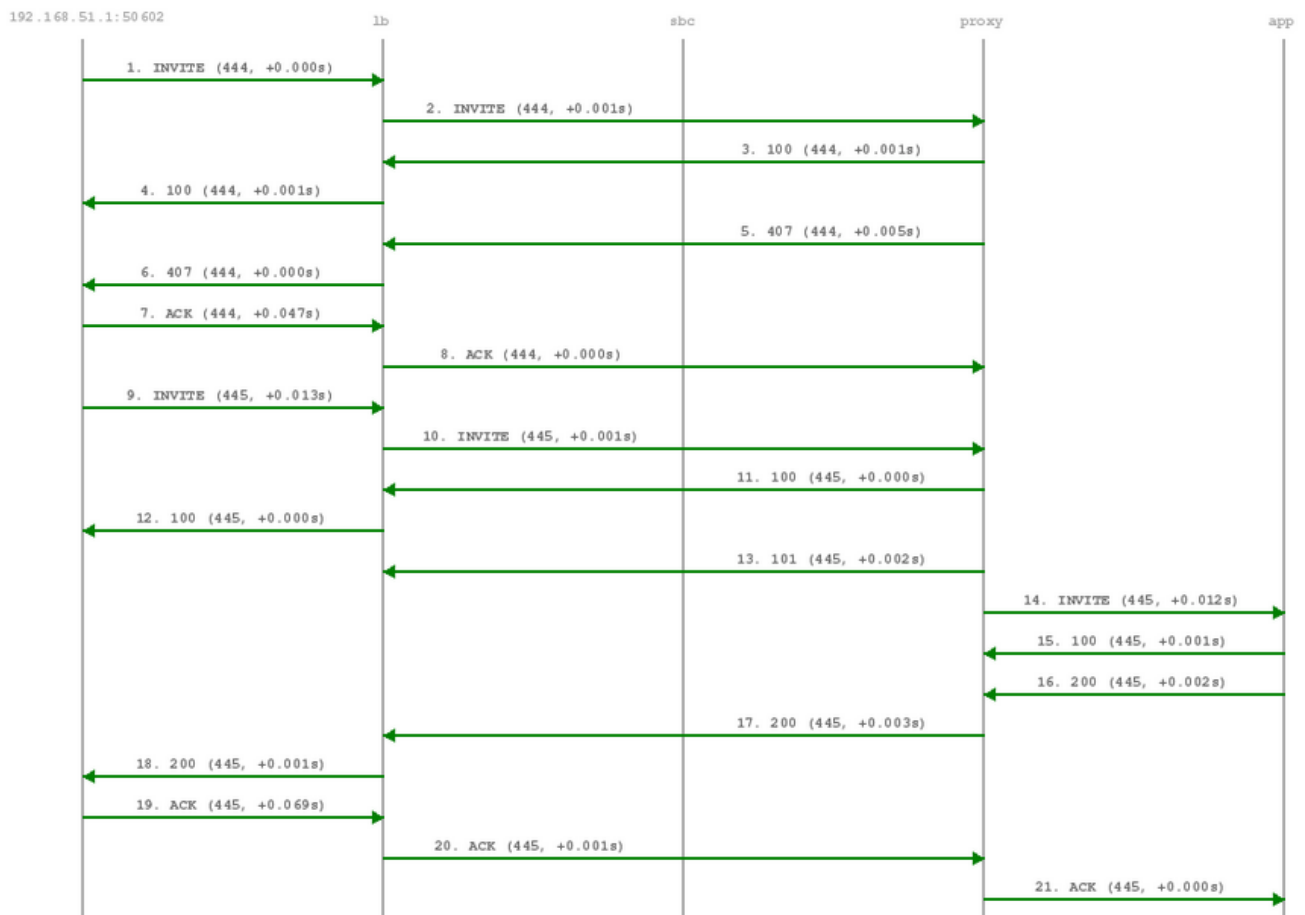 192.168.51.1:50602 lb sbc proxy app
1. INVITE (444, +0.000s)
2. INVITE (444, +0.001s)
3. 100 (444, +0.001s)
4. 100 (444, +0.001s)
5. 407 (444, +0.005s)
6. 407 (444, +0.000s)
7. ACK (444, +0.047s)
8. ACK (444, +0.000s)
9. INVITE (445, +0.013s)
10. INVITE (445, +0.001s)
11. 100 (445, +0.000s)
12. 100 (445, +0.000s)
13. 101 (445, +0.002s)
14. INVITE (445, +0.012s)
15. 100 (445, +0.001s)
16. 200 (445, +0.002s)
17. 200 (445, +0.003s)
18. 200 (445, +0.001s)
19. ACK (445, +0.069s)
20. ACK (445, +0.001s)
21. ACK (445, +0.000s)